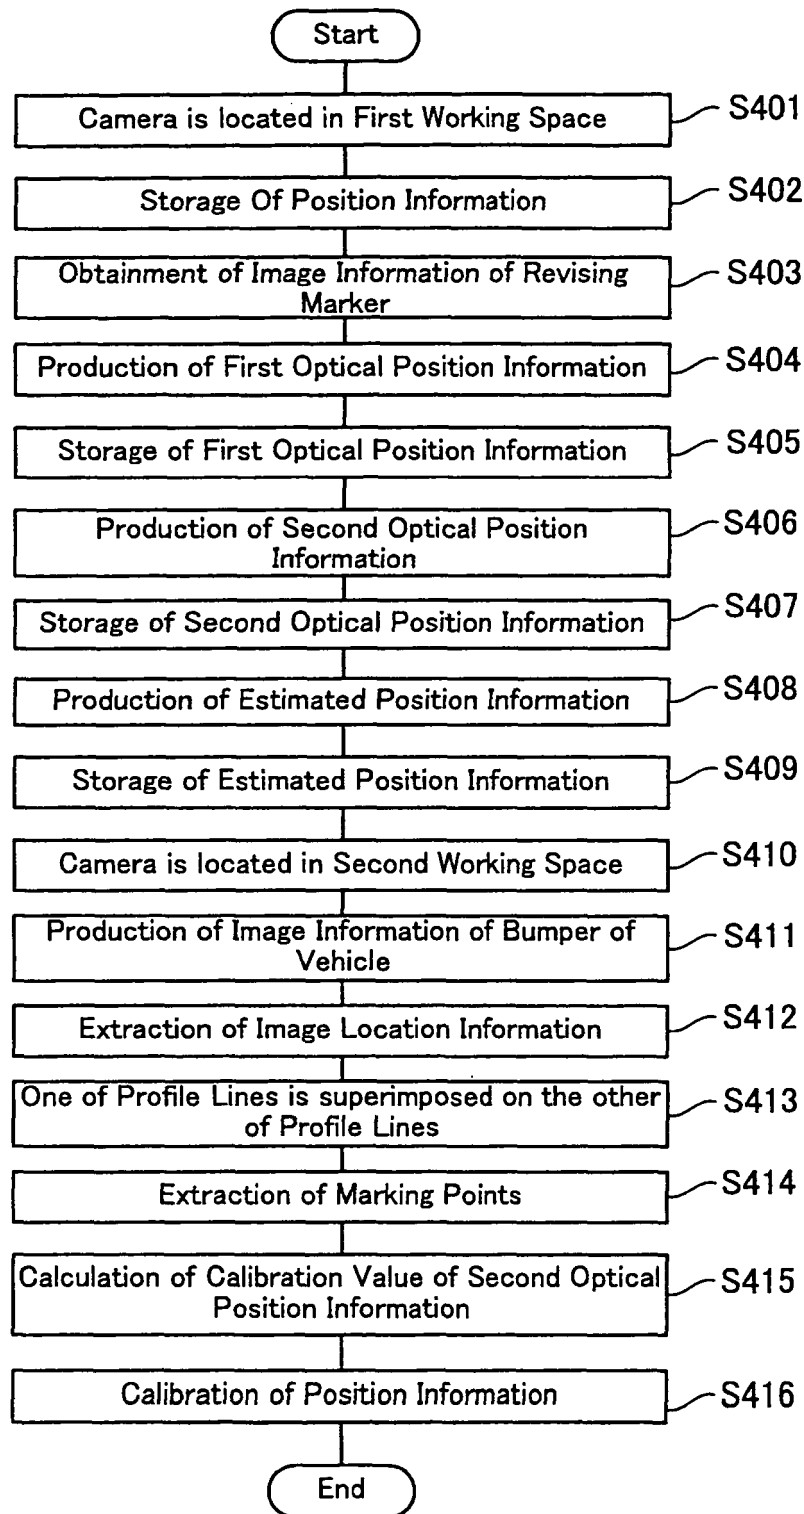 Start
Camera is located in First Working Space
S401
Storage Of Position Information
S402
Obtainment of Image Information of Revising
Marker
S403
Production of First Optical Position Information
S404
Storage of First Optical Position Information
S405
Production of Second Optical Position
Information
S406
Storage of Second Optical Position Information
S407
Production of Estimated Position Information
S408
Storage of Estimated Position Information
S409
Camera is located in Second Working Space
S410
Production of Image Information of Bumper of
Vehicle
S411
Extraction of Image Location Information
S412
One of Profile Lines is superimposed on the other
of Profile Lines
S413
Extraction of Marking Points
S414
Calculation of Calibration Value of Second Optical
Position Information
S415
Calibration of Position Information
S416
End